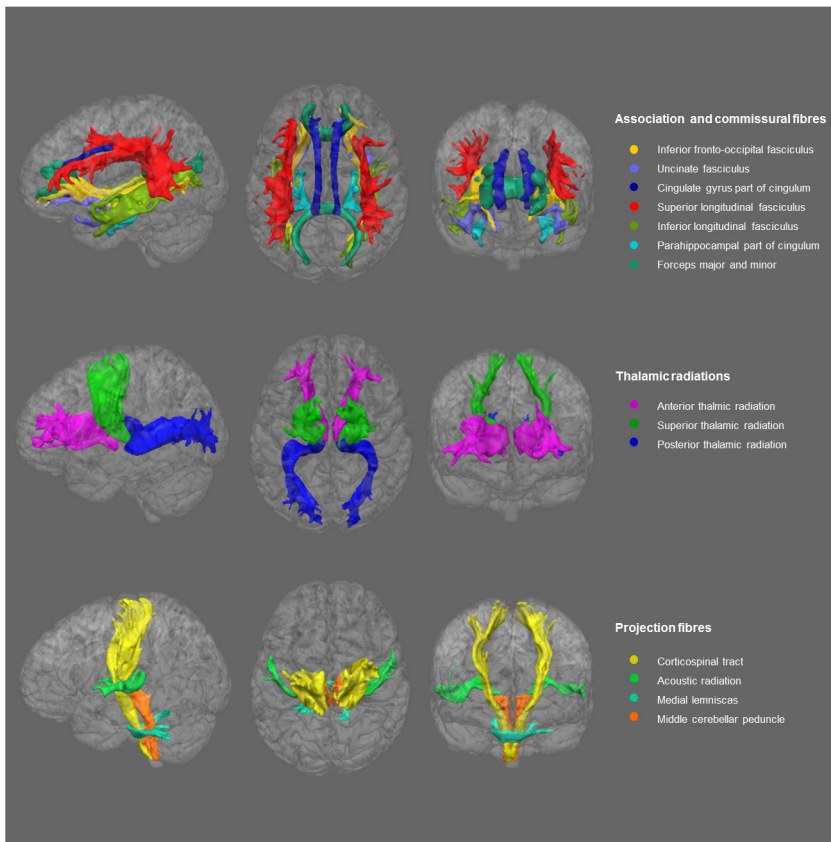 Association and commissural fibres
Inferior fronto-occipital fasciculus
Uncinate fasciculus
Cingulate gyrus part of cingulum
Superior longitudinal fasciculus
Inferior longitudinal fasciculus
Parahippocampal part of cingulum
Forceps major and minor
Thalamic radiations
Anterior thalmic radiation
Superior thalamic radiation
Posterior thalamic radiation
Projection fibres
Corticospinal tract
Acoustic radiation
Medial lemniscas
Middle cerebellar peduncle